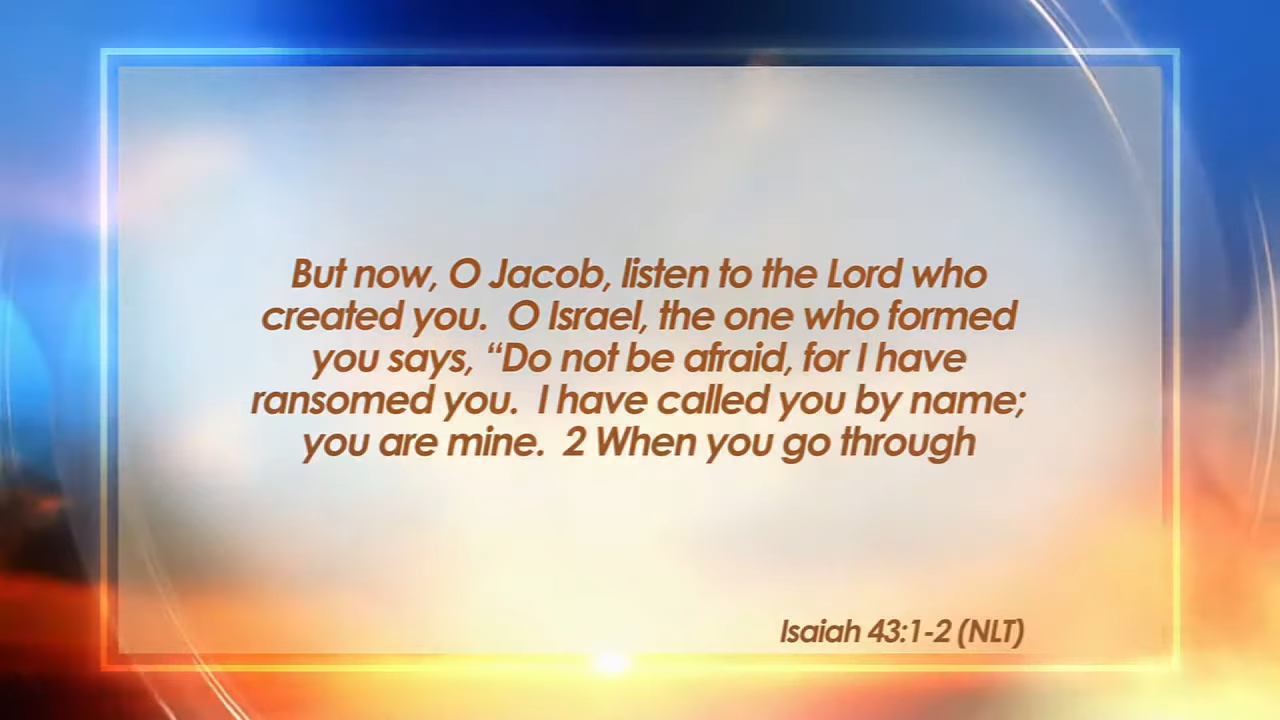 But now, O Jacob, listen to the Lord who
created you.  O Israel, the one who formed
you says, “Do not be afraid, for I have
ransomed you.  I have called you by name;
you are mine.  2 When you go through
Isaiah 43:1-2 (NLT)